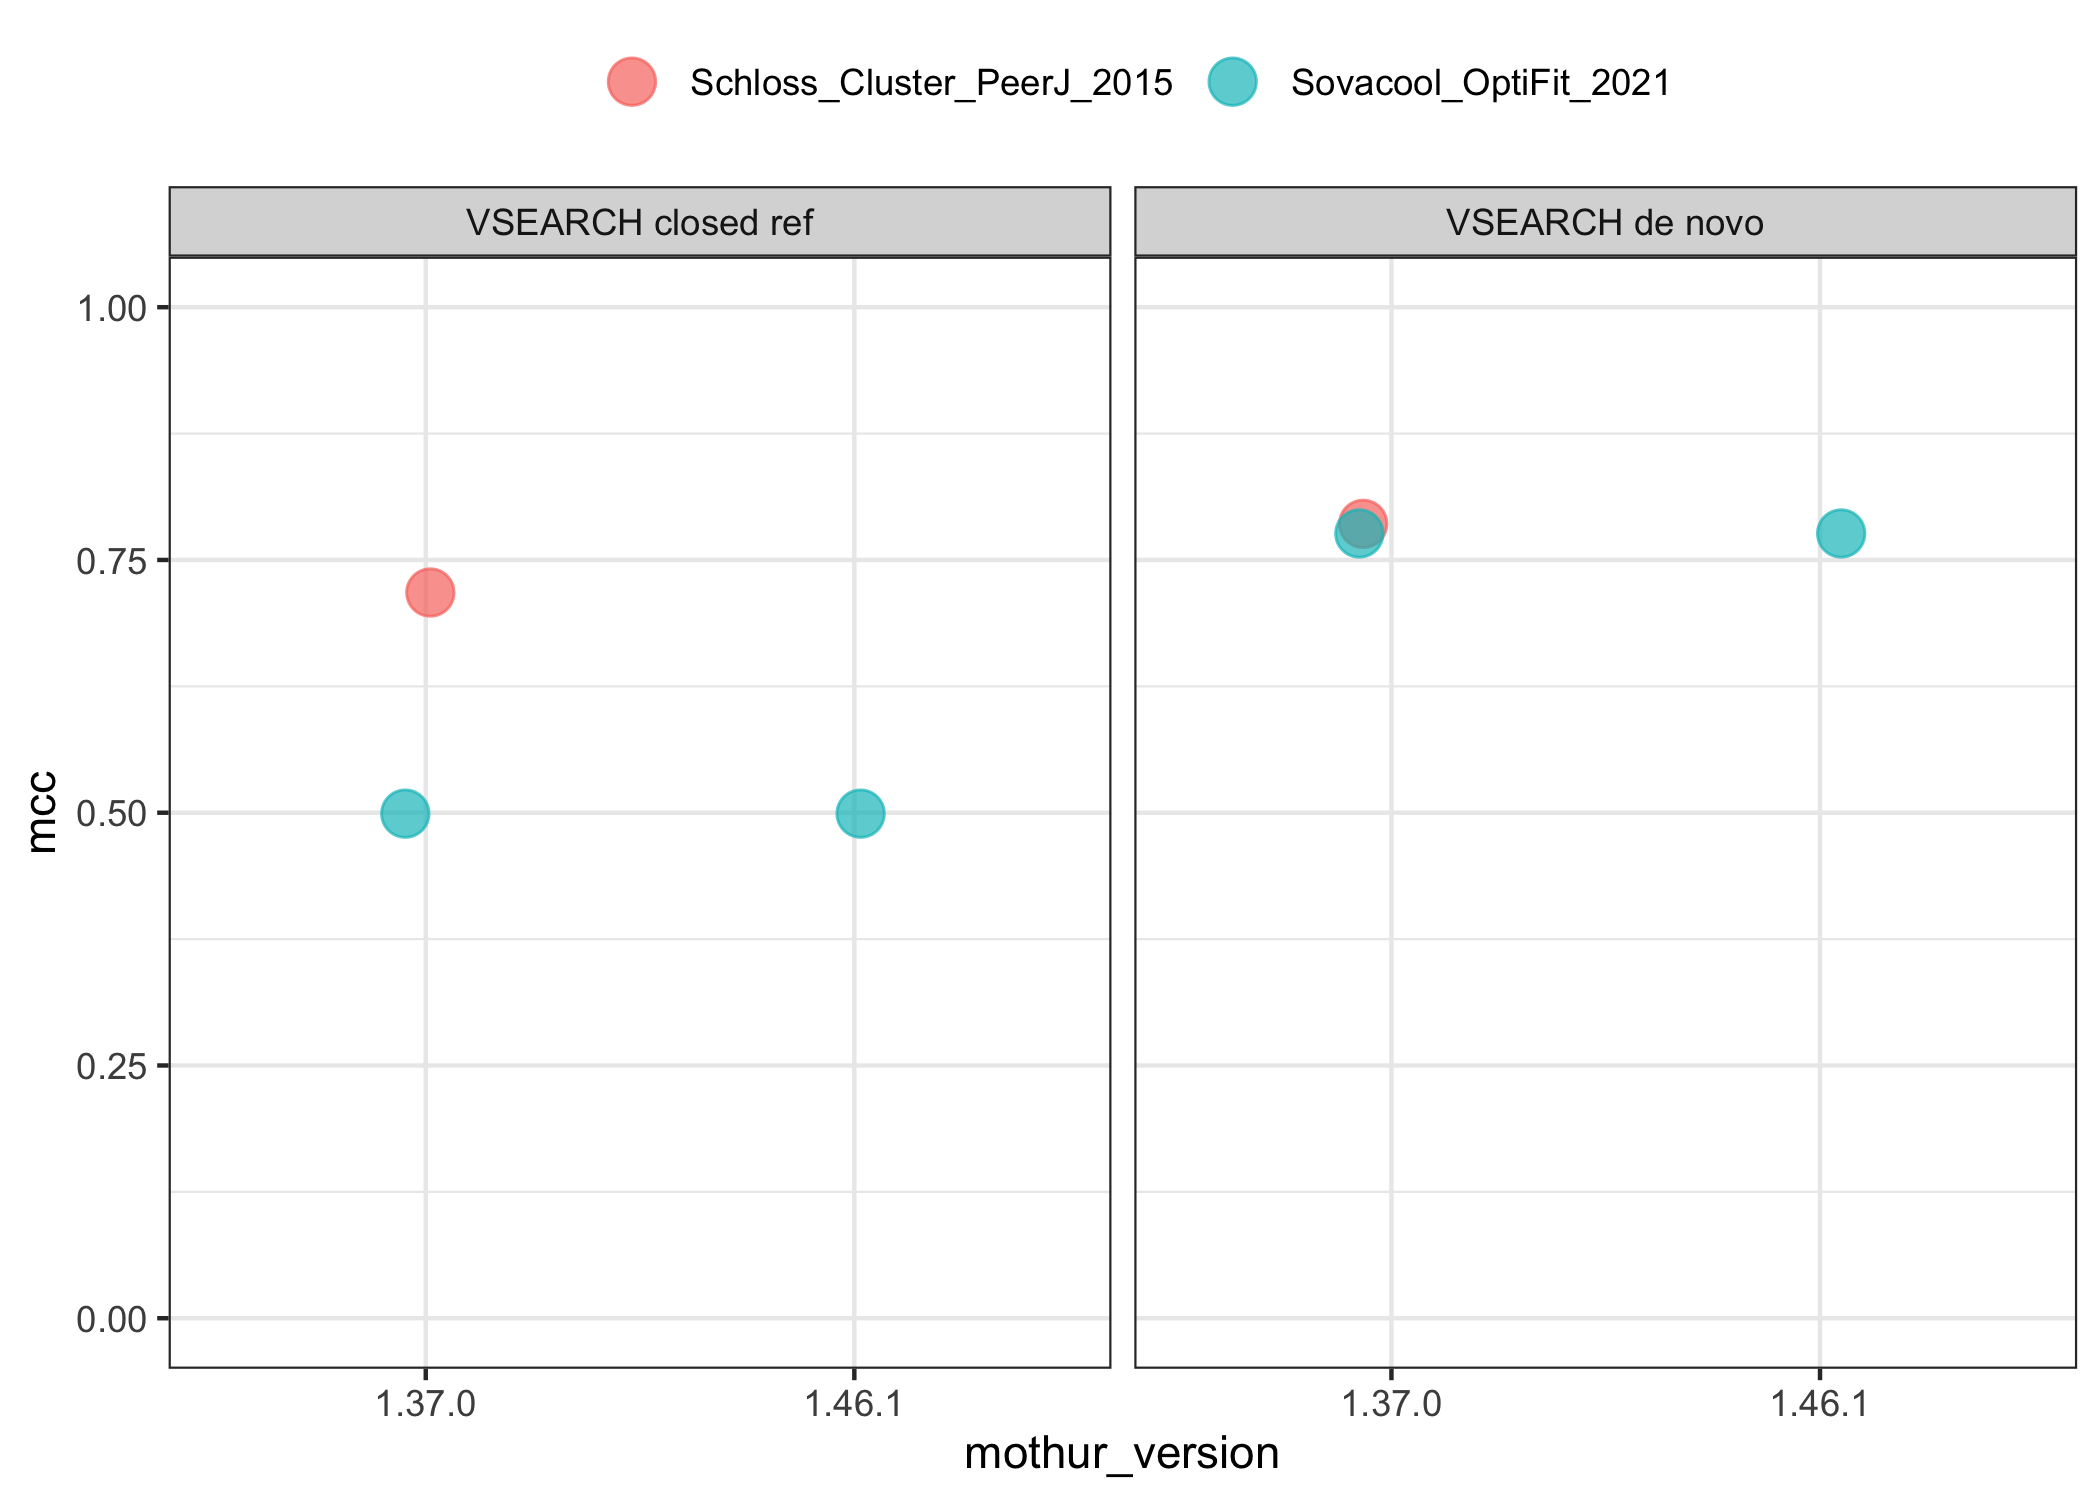 Schloss_Cluster_PeerJ_2015 Sovacool_OptiFit_2021
VSEARCH closed ref VSEARCH de novo
1.00
0.75
0.50
0.25
0.00
mcc
1.37.0 1.46.1 1.37.0 1.46.1
mothur_version